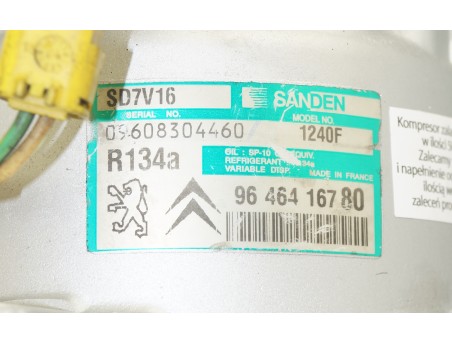 SD7V16
SANDEN
SERIAL NO.
MODEL NO.
09608304460
1240F
R134a
OIL: SP-10
EQUIV.
REFRIGERANT
VARIABLE DISP.
MADE IN FRANCE
96 464 167 80
Kompresor
w ilości
Zalecamy
i napełnienie
ilością
zaleceń